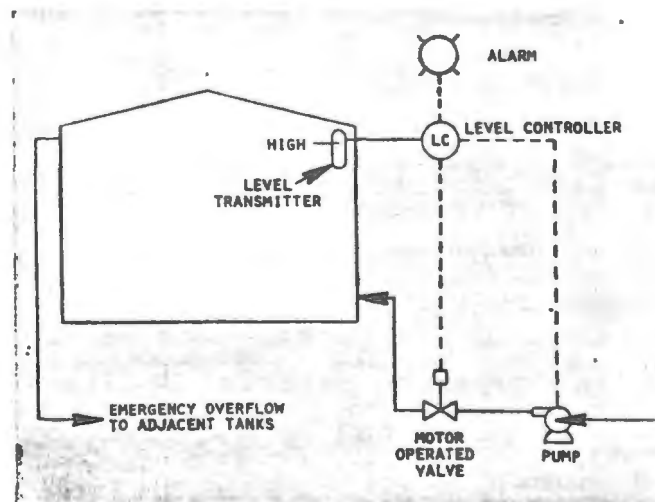 ALARM
LEVEL CONTROLLER
LC
HIGH
LEVEL
TRANSMITTER
EMERGENCY OVERFLOW
TO ADJACENT TANKS
MOTOR
OPERATED
VALVE
PUMP